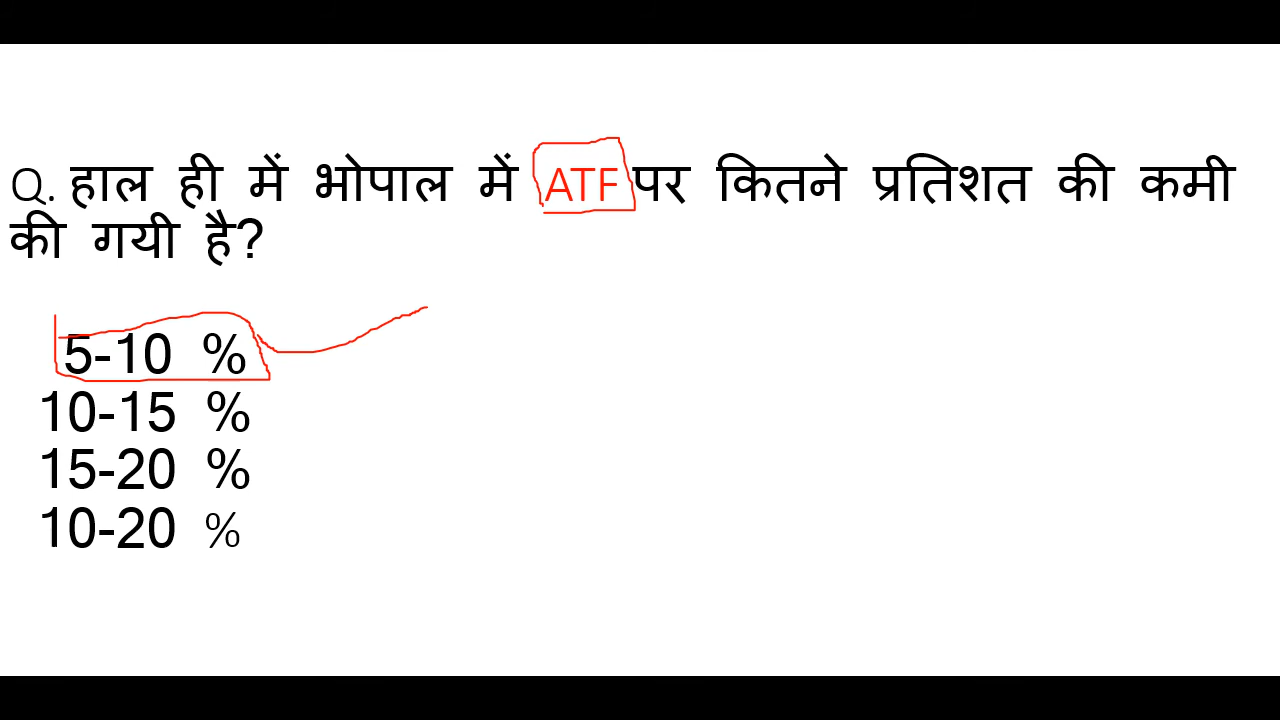 Q. हाल ही में भोपाल में ATF पर कितने प्रतिशत की कमी
की गयी है?
5-10 %
10-15 %
15-20 %
10-20 %